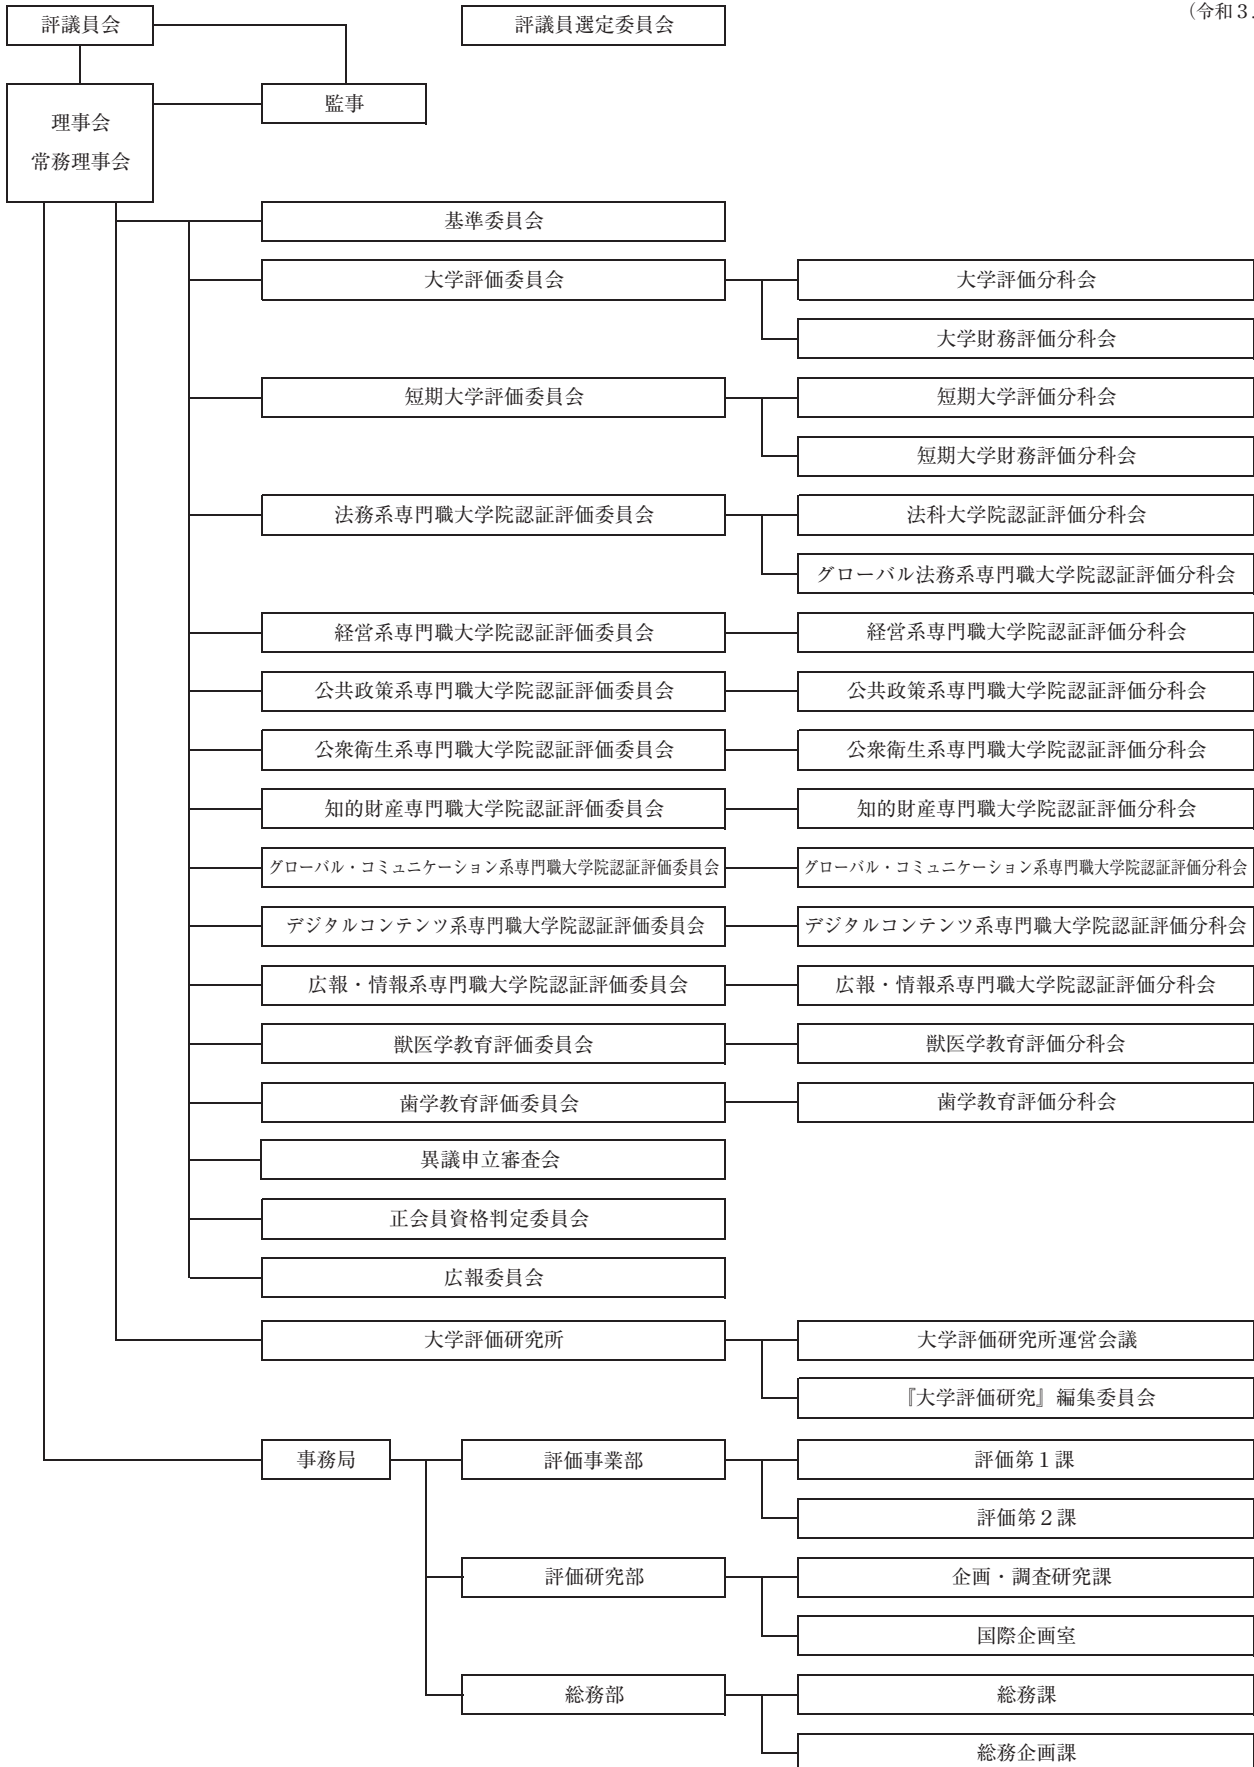 評議員会
評議員選定委員会
(令和3.
理事会
常務理事会
監事
基準委員会
大学評価委員会
大学評価分科会
大学財務評価分科会
短期大学評価委員会
短期大学評価分科会
短期大学財務評価分科会
法務系専門職大学院認証評価委員会
法科大学院認証評価分科会
グローバル法務系専門職大学院認証評価分科会
経営系専門職大学院認証評価委員会
経営系専門職大学院認証評価分科会
公共政策系専門職大学院認証評価委員会
公共政策系専門職大学院認証評価分科会
公衆衛生系専門職大学院認証評価委員会
公衆衛生系専門職大学院認証評価分科会
知的財産専門職大学院認証評価委員会
知的財産専門職大学院認証評価分科会
グローバル・コミュニケーション系専門職大学院認証評価委員会
グローバル・コミュニケーション系専門職大学院認証評価分科会
デジタルコンテンツ系専門職大学院認証評価委員会
デジタルコンテンツ系専門職大学院認証評価分科会
広報・情報系専門職大学院認証評価委員会
広報・情報系専門職大学院認証評価分科会
獣医学教育評価委員会
獣医学教育評価分科会
歯学教育評価委員会
歯学教育評価分科会
異議申立審査会
正会員資格判定委員会
広報委員会
大学評価研究所
大学評価研究所運営会議
『大学評価研究』編集委員会
事務局
評価事業部
評価第1課
評価第2課
評価研究部
企画・調査研究課
国際企画室
総務部
総務課
総務企画課